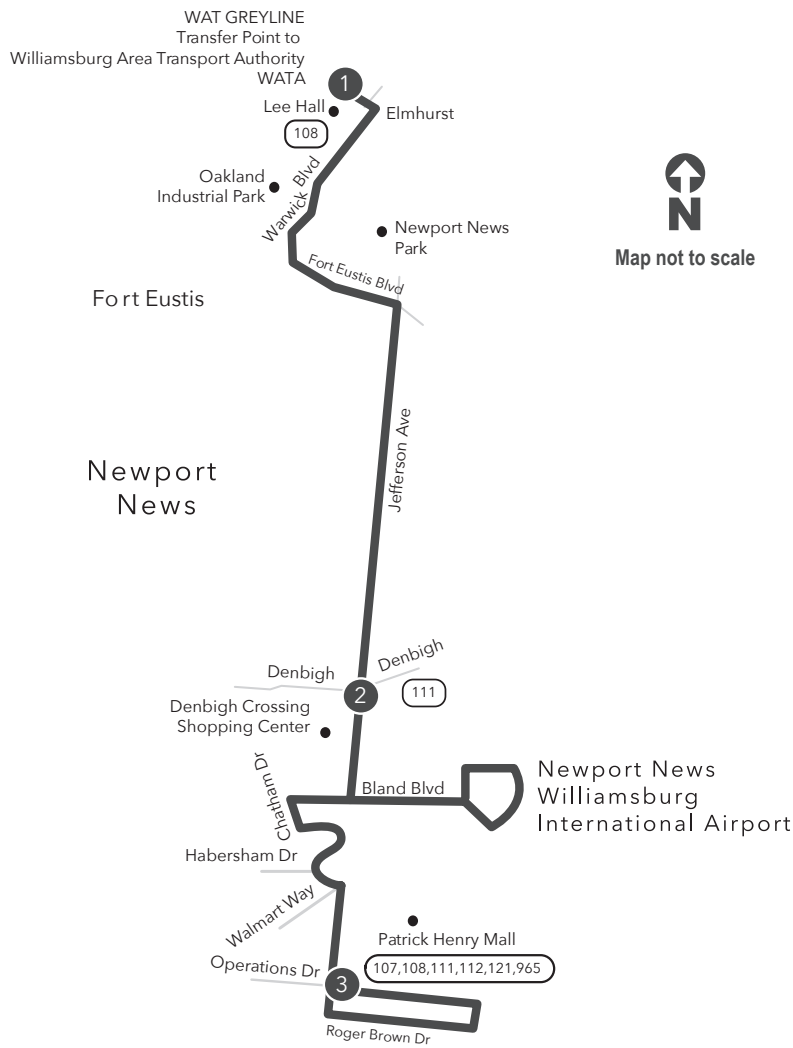 WAT GREYLINE
Transfer Point to
Williamsburg Area Transport Authority
WATA
1
Lee Hall
Elmhurst
108
Oakland
Industrial Park
Warwick Blvd
Newport News
Park
N
Map not to scale
Fort Eustis Blvd
Fort Eustis
Jefferson Ave
Newport
News
Denbigh
Denbigh
2
111
Denbigh Crossing
Shopping Center
Chatham Dr
Bland Blvd
Newport News
Williamsburg
International Airport
Habersham Dr
Walmart Way
Patrick Henry Mall
Operations Dr
3
107,108,111,112,121,965
Roger Brown Dr